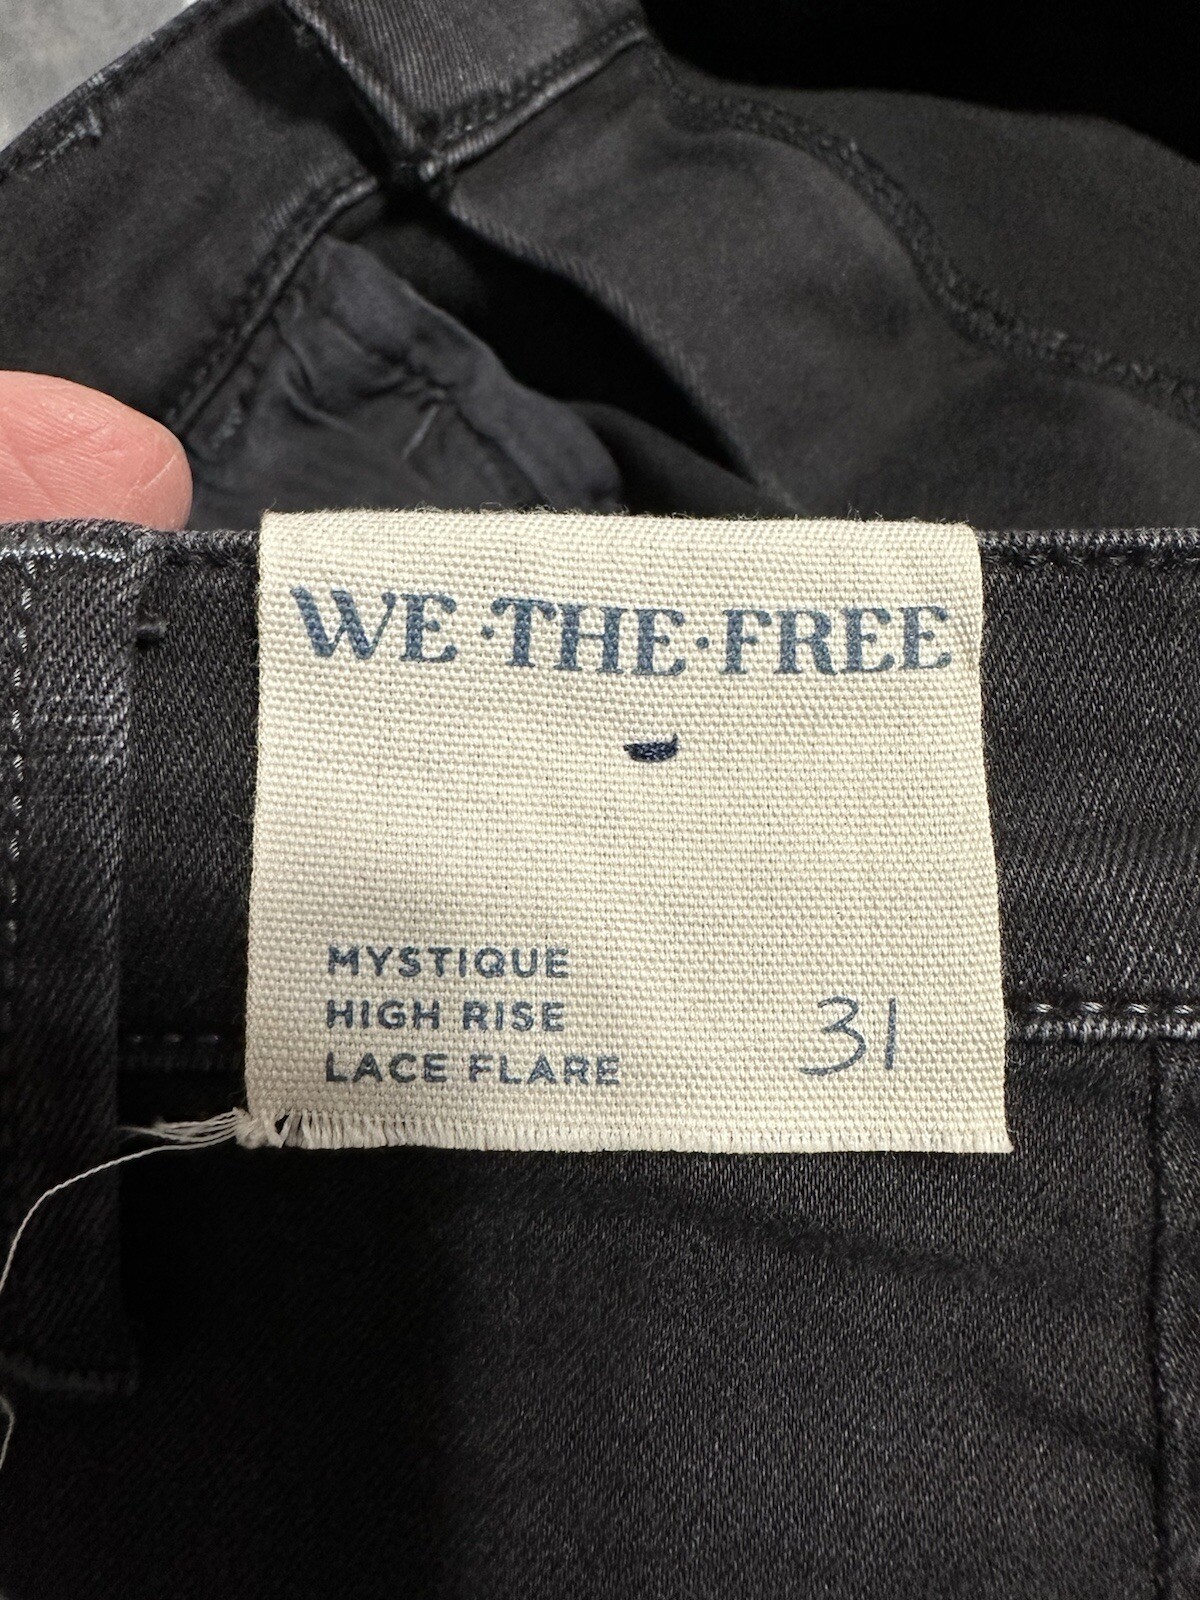 WE·THE·FREE
MYSTIQUE
HIGH RISE
LACE FLARE
31